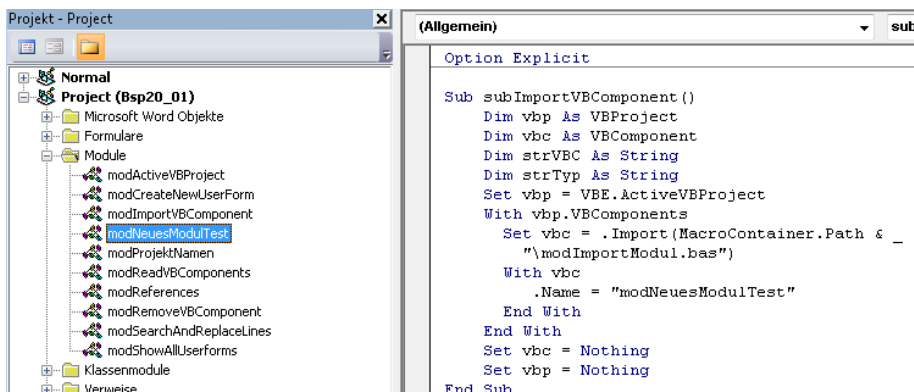 Projekt - Project
Normal
Project (Bsp20_01)
Microsoft Word Objekte
Formulare
Module
modActiveVBProject
modCreateNewUserForm
modImportVBComponent
modNeuesModulTest
modProjektNamen
modReadVBComponents
modReferences
modRemoveVBComponent
modSearchAndReplaceLines
modShowAllUserforms
Klassenmodule
Verweise
(Allgemein)
sub
Option Explicit
Sub subImportVBComponent()
Dim vbp As VBProject
Dim vbc As VBComponent
Dim strVBC As String
Dim strTyp As String
Set vbp = VBE.ActiveVBProject
With vbp.VBComponents
Set vbc = .Import(MacroContainer.Path & _
"\modImportModul.bas")
With vbc
.Name = "modNeuesModulTest"
End With
End With
Set vbc = Nothing
Set vbp = Nothing
End Sub